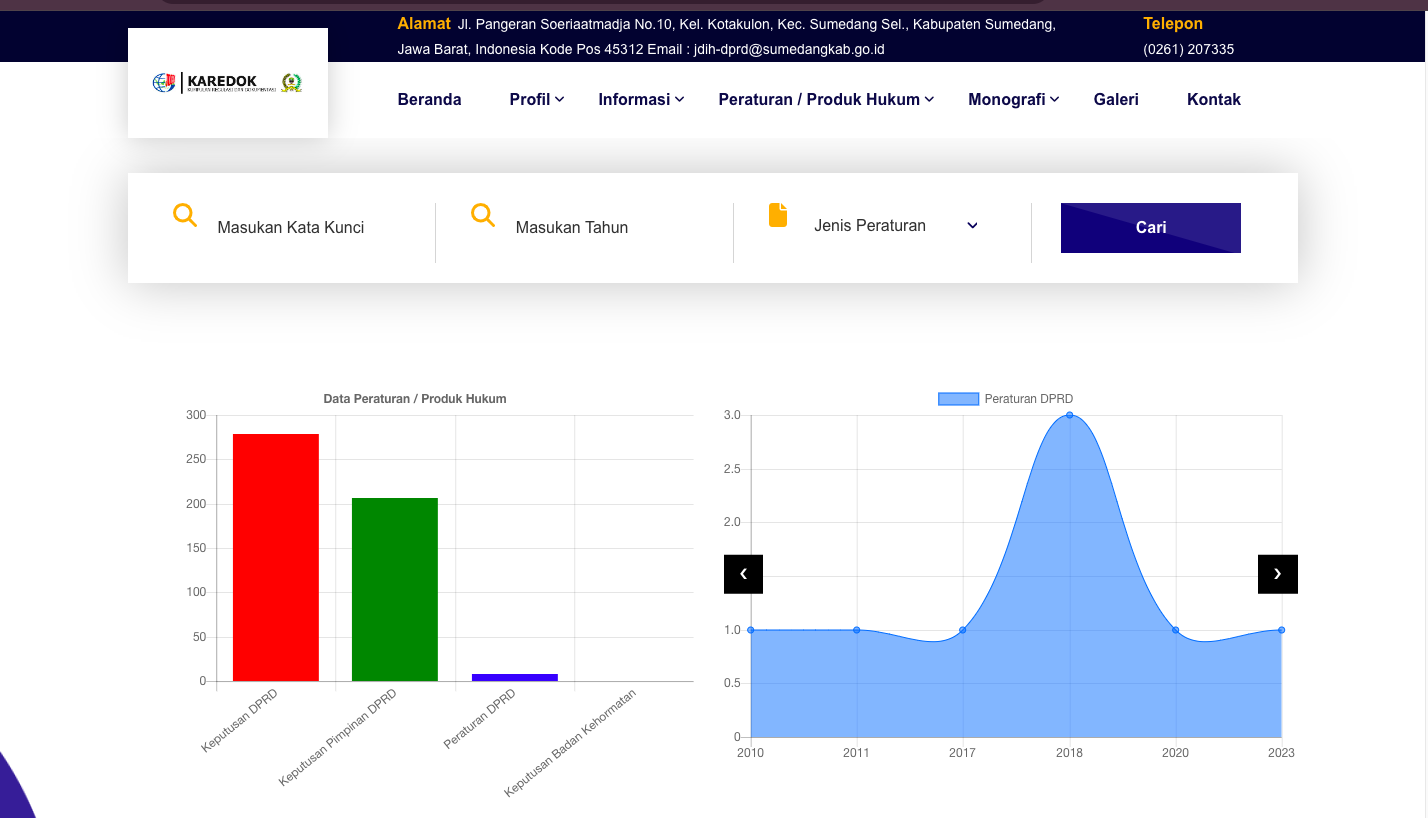 Alamat Jl. Pangeran Soeriaatmadja No.10, Kel. Kotakulon, Kec. Sumedang Sel., Kabupaten Sumedang,
Jawa Barat, Indonesia Kode Pos 45312 Email : jdih-dprd@sumedangkab.go.id
Telepon
(0261) 207335
KAREDOK
KUMPULAN REGULASI DAN DOKUMENTASI
Beranda Profil Informasi Peraturan / Produk Hukum Monografi Galeri Kontak
Masukan Kata Kunci Masukan Tahun Jenis Peraturan Cari
Data Peraturan / Produk Hukum
300
250
200
150
100
50
0
Keputusan DPRD
Keputusan Pimpinan DPRD
Peraturan DPRD
Keputusan Badan Kehormatan
Peraturan DPRD
3.0
2.5
2.0
1.0
0.5
0
2010 2011 2017 2018 2020 2023